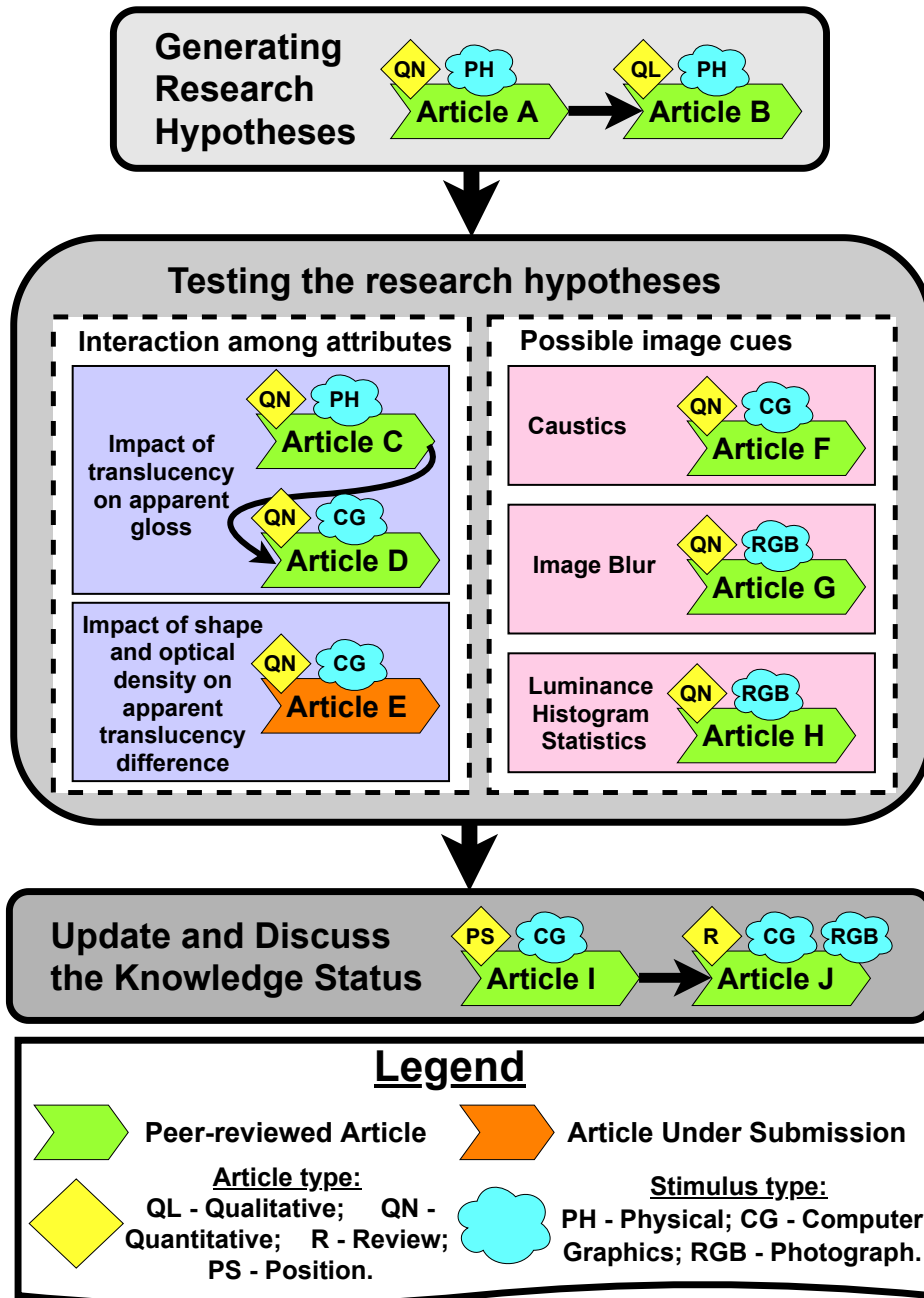 Generating
Research
Hypotheses
QN PH
Article A
QL PH
Article B
Testing the research hypotheses
Interaction among attributes
Impact of
translucency
on apparent
gloss
QN PH
Article C
QN CG
Article D
Impact of shape
and optical
density on
apparent
translucency
difference
QN CG
Article E
Possible image cues
Caustics
QN CG
Article F
Image Blur
QN RGB
Article G
Luminance
Histogram
Statistics
QN RGB
Article H
Update and Discuss
the Knowledge Status
PS CG
Article I
R CG RGB
Article J
Legend
Peer-reviewed Article
Article Under Submission
Article type:
QL - Qualitative; QN -
Quantitative; R - Review;
PS - Position.
Stimulus type:
PH - Physical; CG - Computer
Graphics; RGB - Photograph.